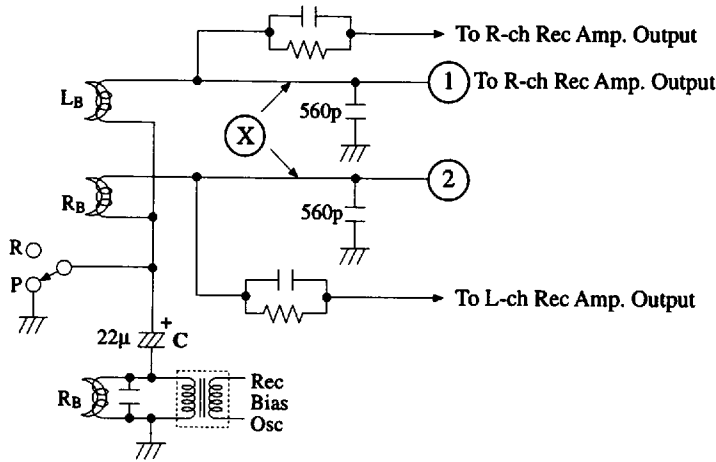 To R-ch Rec Amp. Output
1 To R-ch Rec Amp. Output
LB
560p
X
2
RB
560p
R
P
To L-ch Rec Amp. Output
22μ + C
Rec
RB Bias
Osc